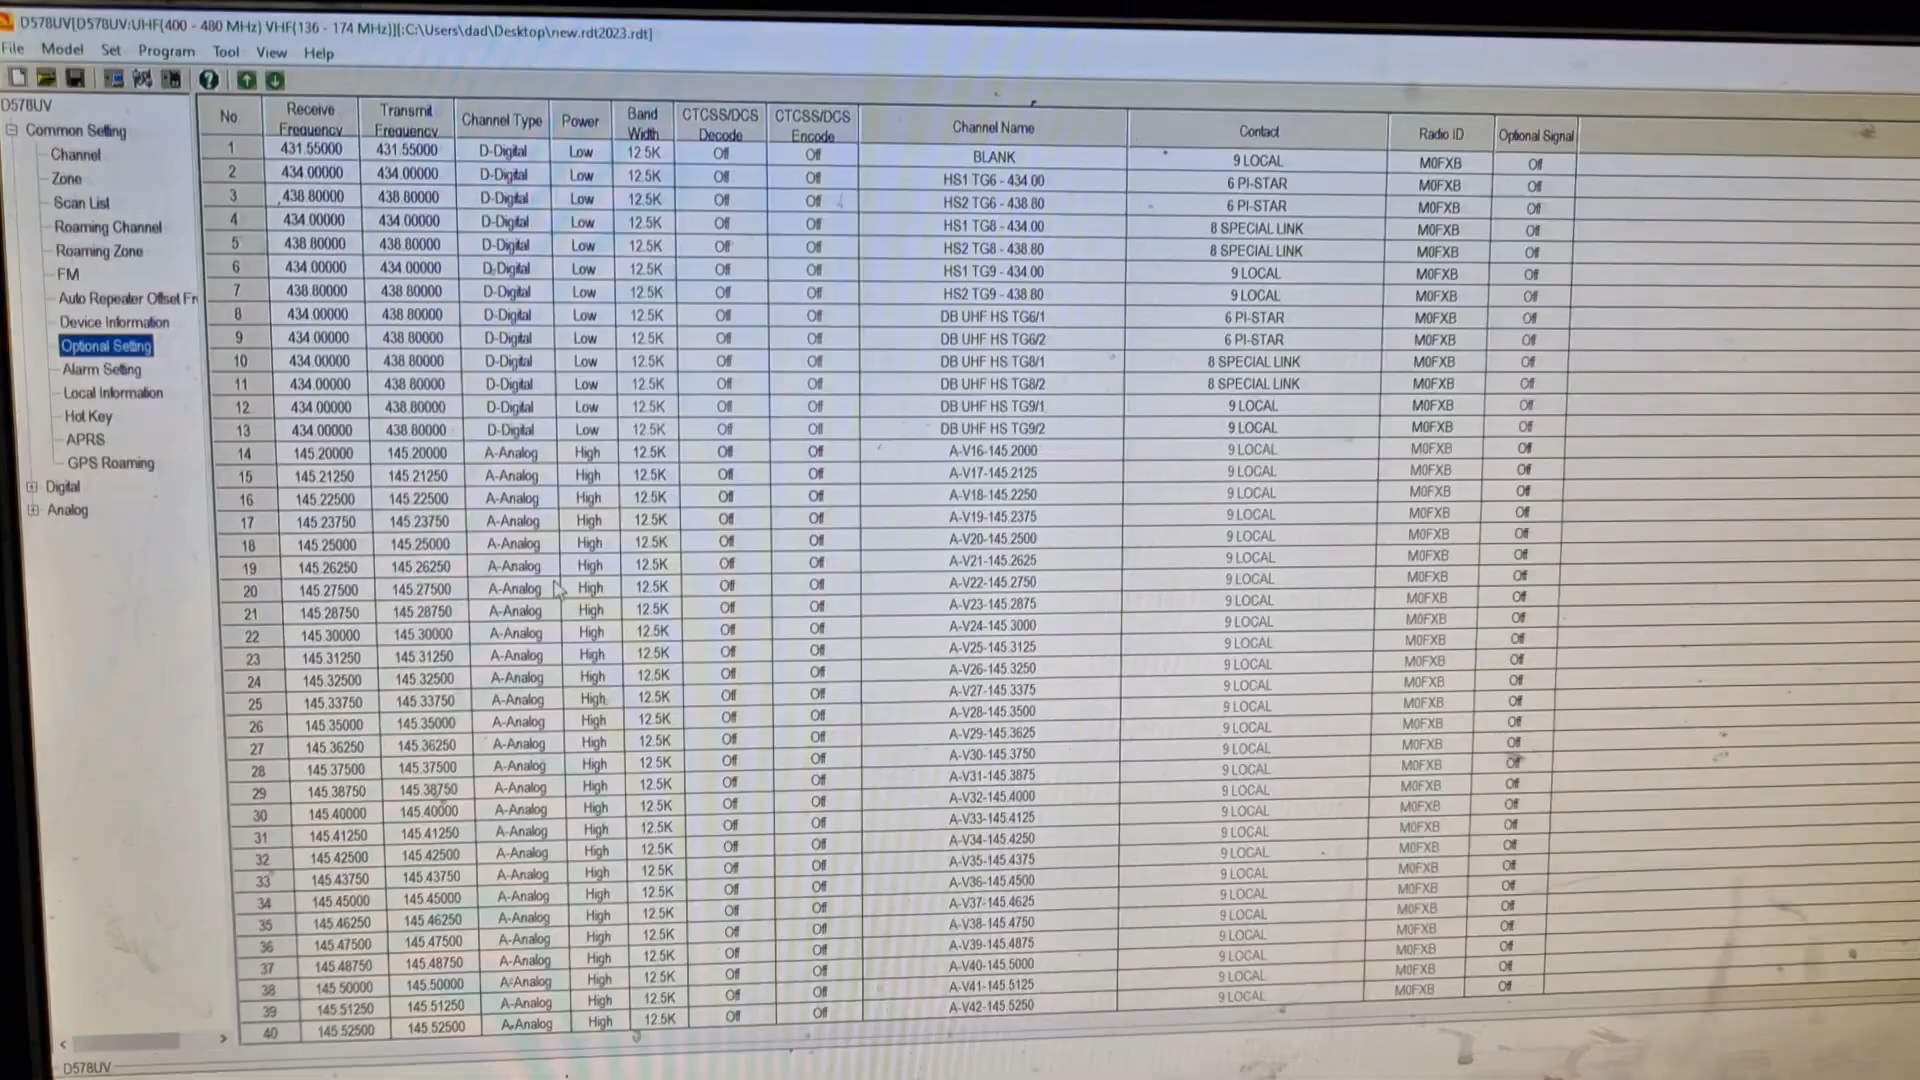 D578UV[D578UV:UHF(400 - 480 MHz) VHF(136 - 174 MHz)][:C:\Users\dad\Desktop\new.rdt2023.rdt]
File Model Set Program Tool View Help
D578UV
Common Setting
Channel
Zone
Scan List
Roaming Channel
Roaming Zone
FM
Auto Repeater Offset Fr
Device Information
Optional Setting
Alarm Setting
Local Information
Hot Key
APRS
GPS Roaming
Digital
Analog
No Receive Frequency Transmit Frequency Channel Type Power Band Width CTCSS/DCS Decode CTCSS/DCS Encode Channel Name Contact Radio ID Optional Signal
1 431.55000 431.55000 D-Digital Low 12.5K Off Off BLANK 9 LOCAL M0FXB Off
2 434.00000 434.00000 D-Digital Low 12.5K Off Off HS1 TG6 - 434.00 6 PI-STAR M0FXB Off
3 438.80000 438.80000 D-Digital Low 12.5K Off Off HS2 TG6 - 438.80 6 PI-STAR M0FXB Off
4 434.00000 434.00000 D-Digital Low 12.5K Off Off HS1 TG8 - 434.00 8 SPECIAL LINK M0FXB Off
5 438.80000 438.80000 D-Digital Low 12.5K Off Off HS2 TG8 - 438.80 8 SPECIAL LINK M0FXB Off
6 434.00000 434.00000 D-Digital Low 12.5K Off Off HS1 TG9 - 434.00 9 LOCAL M0FXB Off
7 438.80000 438.80000 D-Digital Low 12.5K Off Off HS2 TG9 - 438.80 9 LOCAL M0FXB Off
8 434.00000 438.80000 D-Digital Low 12.5K Off Off DB UHF HS TG6/1 6 PI-STAR M0FXB Off
9 434.00000 438.80000 D-Digital Low 12.5K Off Off DB UHF HS TG6/2 6 PI-STAR M0FXB Off
10 434.00000 438.80000 D-Digital Low 12.5K Off Off DB UHF HS TG8/1 8 SPECIAL LINK M0FXB Off
11 434.00000 438.80000 D-Digital Low 12.5K Off Off DB UHF HS TG8/2 8 SPECIAL LINK M0FXB Off
12 434.00000 438.80000 D-Digital Low 12.5K Off Off DB UHF HS TG9/1 9 LOCAL M0FXB Off
13 434.00000 438.80000 D-Digital Low 12.5K Off Off DB UHF HS TG9/2 9 LOCAL M0FXB Off
14 145.20000 145.20000 A-Analog High 12.5K Off Off A-V16-145.2000 9 LOCAL M0FXB Off
15 145.21250 145.21250 A-Analog High 12.5K Off Off A-V17-145.2125 9 LOCAL M0FXB Off
16 145.22500 145.22500 A-Analog High 12.5K Off Off A-V18-145.2250 9 LOCAL M0FXB Off
17 145.23750 145.23750 A-Analog High 12.5K Off Off A-V19-145.2375 9 LOCAL M0FXB Off
18 145.25000 145.25000 A-Analog High 12.5K Off Off A-V20-145.2500 9 LOCAL M0FXB Off
19 145.26250 145.26250 A-Analog High 12.5K Off Off A-V21-145.2625 9 LOCAL M0FXB Off
20 145.27500 145.27500 A-Analog High 12.5K Off Off A-V22-145.2750 9 LOCAL M0FXB Off
21 145.28750 145.28750 A-Analog High 12.5K Off Off A-V23-145.2875 9 LOCAL M0FXB Off
22 145.30000 145.30000 A-Analog High 12.5K Off Off A-V24-145.3000 9 LOCAL M0FXB Off
23 145.31250 145.31250 A-Analog High 12.5K Off Off A-V25-145.3125 9 LOCAL M0FXB Off
24 145.32500 145.32500 A-Analog High 12.5K Off Off A-V26-145.3250 9 LOCAL M0FXB Off
25 145.33750 145.33750 A-Analog High 12.5K Off Off A-V27-145.3375 9 LOCAL M0FXB Off
26 145.35000 145.35000 A-Analog High 12.5K Off Off A-V28-145.3500 9 LOCAL M0FXB Off
27 145.36250 145.36250 A-Analog High 12.5K Off Off A-V29-145.3625 9 LOCAL M0FXB Off
28 145.37500 145.37500 A-Analog High 12.5K Off Off A-V30-145.3750 9 LOCAL M0FXB Off
29 145.38750 145.38750 A-Analog High 12.5K Off Off A-V31-145.3875 9 LOCAL M0FXB Off
30 145.40000 145.40000 A-Analog High 12.5K Off Off A-V32-145.4000 9 LOCAL M0FXB Off
31 145.41250 145.41250 A-Analog High 12.5K Off Off A-V33-145.4125 9 LOCAL M0FXB Off
32 145.42500 145.42500 A-Analog High 12.5K Off Off A-V34-145.4250 9 LOCAL M0FXB Off
33 145.43750 145.43750 A-Analog High 12.5K Off Off A-V35-145.4375 9 LOCAL M0FXB Off
34 145.45000 145.45000 A-Analog High 12.5K Off Off A-V36-145.4500 9 LOCAL M0FXB Off
35 145.46250 145.46250 A-Analog High 12.5K Off Off A-V37-145.4625 9 LOCAL M0FXB Off
36 145.47500 145.47500 A-Analog High 12.5K Off Off A-V38-145.4750 9 LOCAL M0FXB Off
37 145.48750 145.48750 A-Analog High 12.5K Off Off A-V39-145.4875 9 LOCAL M0FXB Off
38 145.50000 145.50000 A-Analog High 12.5K Off Off A-V40-145.5000 9 LOCAL M0FXB Off
39 145.51250 145.51250 A-Analog High 12.5K Off Off A-V41-145.5125 9 LOCAL M0FXB Off
40 145.52500 145.52500 A-Analog High 12.5K Off Off A-V42-145.5250 9 LOCAL M0FXB Off
D578UV